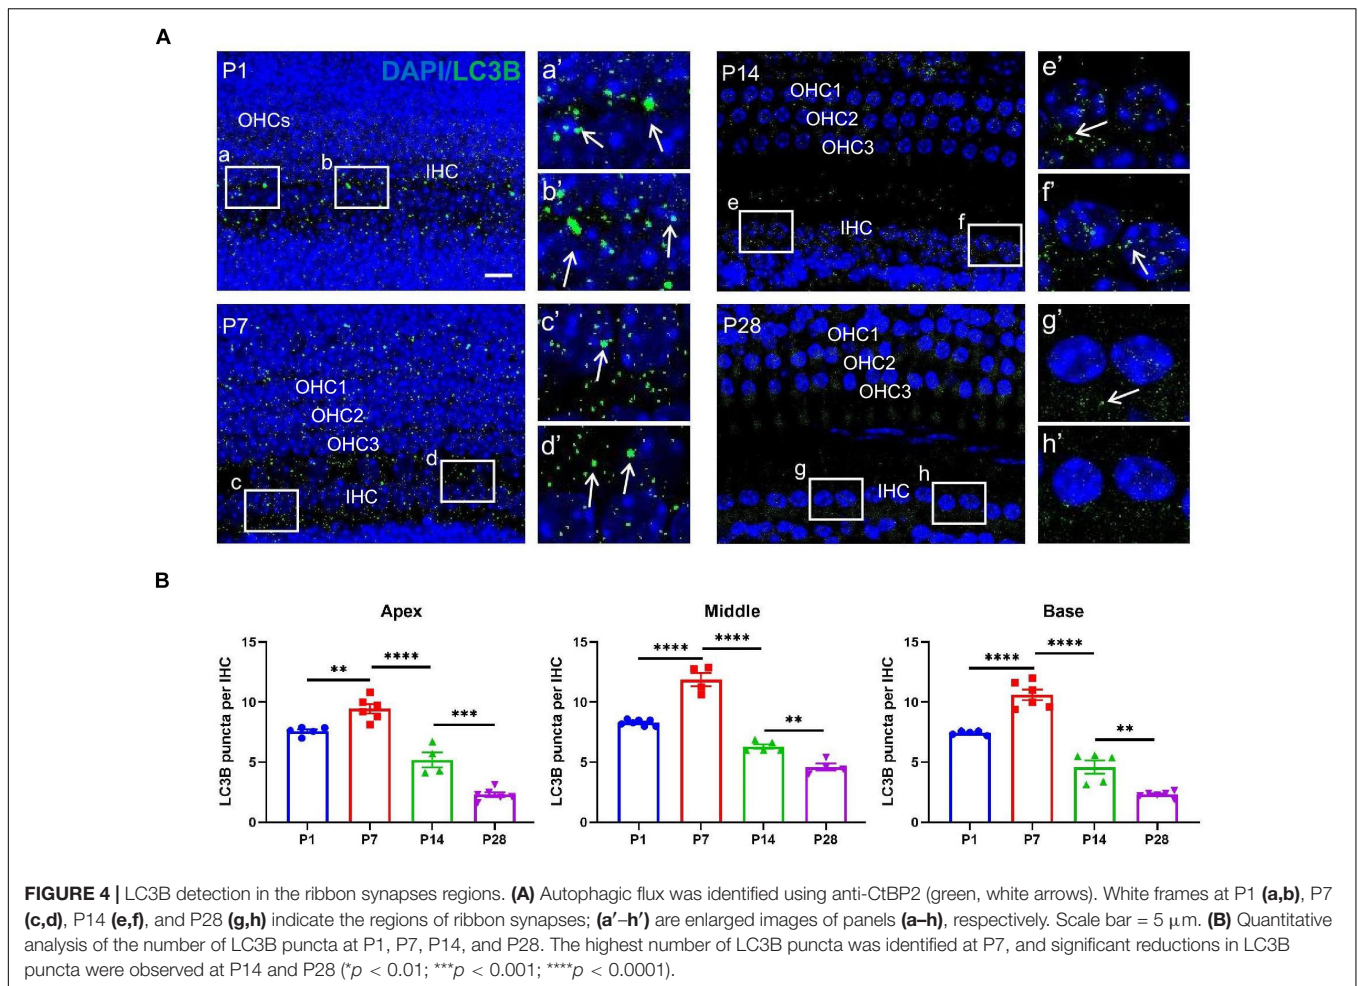 A
P1
DAPI/LC3B
OHCs
a
b
IHC
a'
b'
P14
OHC1
OHC2
OHC3
e
IHC
f
e'
f'
P7
OHC1
OHC2
OHC3
d
c
IHC
c'
d'
P28
OHC1
OHC2
OHC3
g
IHC
h
g'
h'
B
Apex
LC3B puncta per IHC
15
10
5
0
**
****
***
P1 P7 P14 P28
Middle
LC3B puncta per IHC
15
10
5
0
****
****
**
P1 P7 P14 P28
Base
LC3B puncta per IHC
15
10
5
0
****
****
**
P1 P7 P14 P28
FIGURE 4 | LC3B detection in the ribbon synapses regions. (A) Autophagic flux was identified using anti-CtBP2 (green, white arrows). White frames at P1 (a,b), P7
(c,d), P14 (e,f), and P28 (g,h) indicate the regions of ribbon synapses; (a′–h′) are enlarged images of panels (a–h), respectively. Scale bar = 5 μm. (B) Quantitative
analysis of the number of LC3B puncta at P1, P7, P14, and P28. The highest number of LC3B puncta was identified at P7, and significant reductions in LC3B
puncta were observed at P14 and P28 (*p < 0.01; ***p < 0.001; ****p < 0.0001).